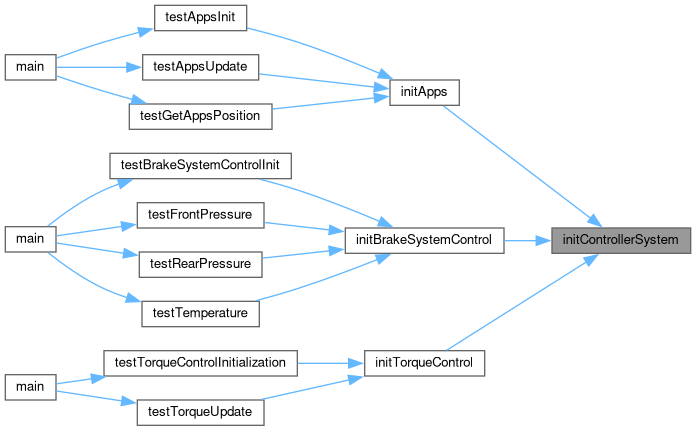 testAppsInit
main
testAppsUpdate
initApps
testGetAppsPosition
testBrakeSystemControlInit
testFrontPressure
main
initBrakeSystemControl
initControllerSystem
testRearPressure
testTemperature
testTorqueControlInitialization
initTorqueControl
main
testTorqueUpdate